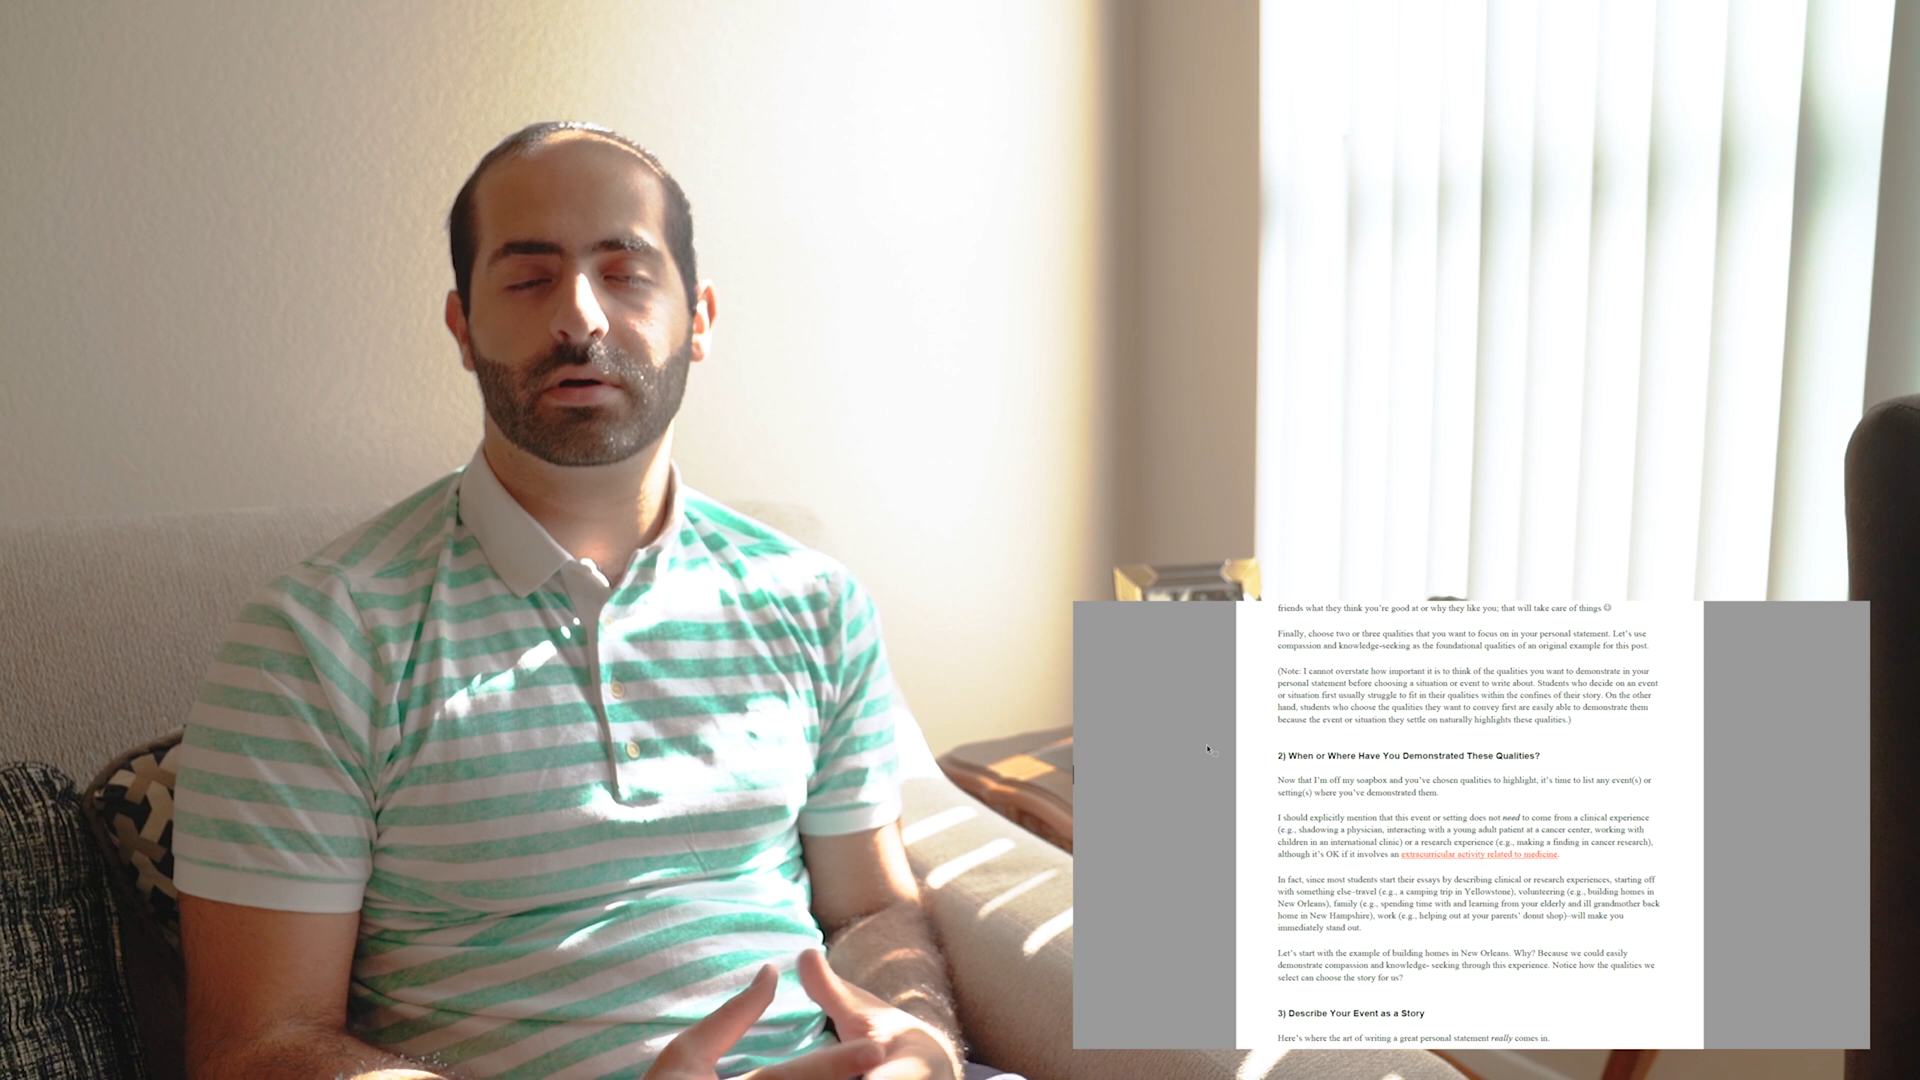 friends what they think you're good at or why they like you; that will take care of things ☺
Finally, choose two or three qualities that you want to focus on in your personal statement. Let's use
compassion and knowledge-seeking as the foundational qualities of an original example for this post.
(Note: I cannot overstate how important it is to think of the qualities you want to demonstrate in your
personal statement before choosing a situation or event to write about. Students who decide on an event
or situation first usually struggle to fit in their qualities within the confines of their story. On the other
hand, students who choose the qualities they want to convey first are easily able to demonstrate them
because the event or situation they settle on naturally highlights these qualities.)
2) When or Where Have You Demonstrated These Qualities?
Now that I'm off my soapbox and you've chosen qualities to highlight, it's time to list any event(s) or
setting(s) where you've demonstrated them.
I should explicitly mention that this event or setting does not need to come from a clinical experience
(e.g., shadowing a physician, interacting with a young adult patient at a cancer center, working with
children in an international clinic) or a research experience (e.g., making a finding in cancer research),
although it's OK if it involves an extracurricular activity related to medicine.
In fact, since most students start their essays by describing clinical or research experiences, starting off
with something else–travel (e.g., a camping trip in Yellowstone), volunteering (e.g., building homes in
New Orleans), family (e.g., spending time with and learning from your elderly and ill grandmother back
home in New Hampshire), work (e.g., helping out at your parents' donut shop)–will make you
immediately stand out.
Let's start with the example of building homes in New Orleans. Why? Because we could easily
demonstrate compassion and knowledge- seeking through this experience. Notice how the qualities we
select can choose the story for us?
3) Describe Your Event as a Story
Here's where the art of writing a great personal statement really comes in.